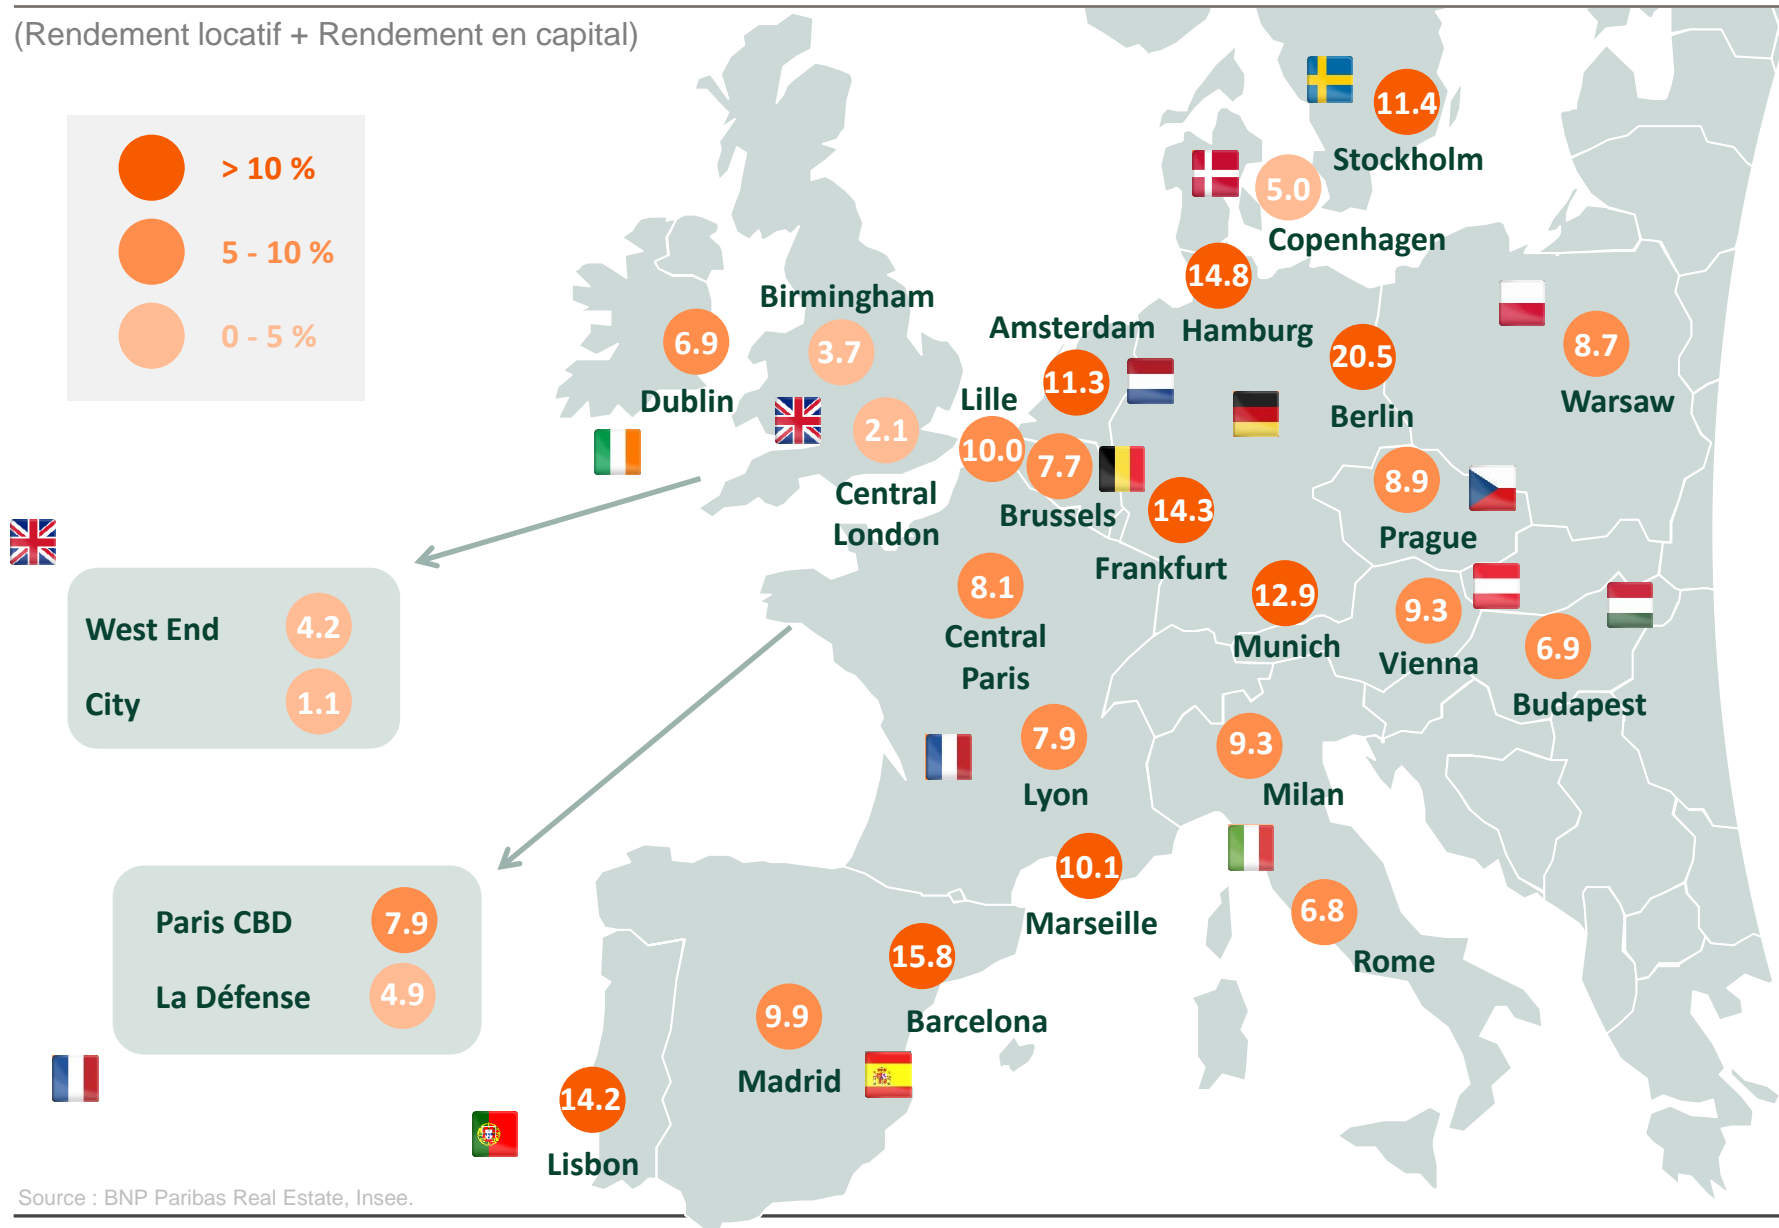 (Rendement locatif + Rendement en capital)
> 10 %
5 - 10 %
0 - 5 %
11.4
Stockholm
5.0
Copenhagen
14.8
Hamburg
Birmingham
3.7
6.9
Dublin
2.1
Central
London
Amsterdam
11.3
Lille
10.0
7.7
Brussels
20.5
Berlin
8.7
Warsaw
14.3
Frankfurt
8.9
Prague
8.1
Central
Paris
12.9
Munich
9.3
Vienna
6.9
Budapest
West End
4.2
City
1.1
7.9
Lyon
9.3
Milan
10.1
Marseille
6.8
Rome
Paris CBD
7.9
La Défense
4.9
15.8
Barcelona
9.9
Madrid
14.2
Lisbon
Source : BNP Paribas Real Estate, Insee.